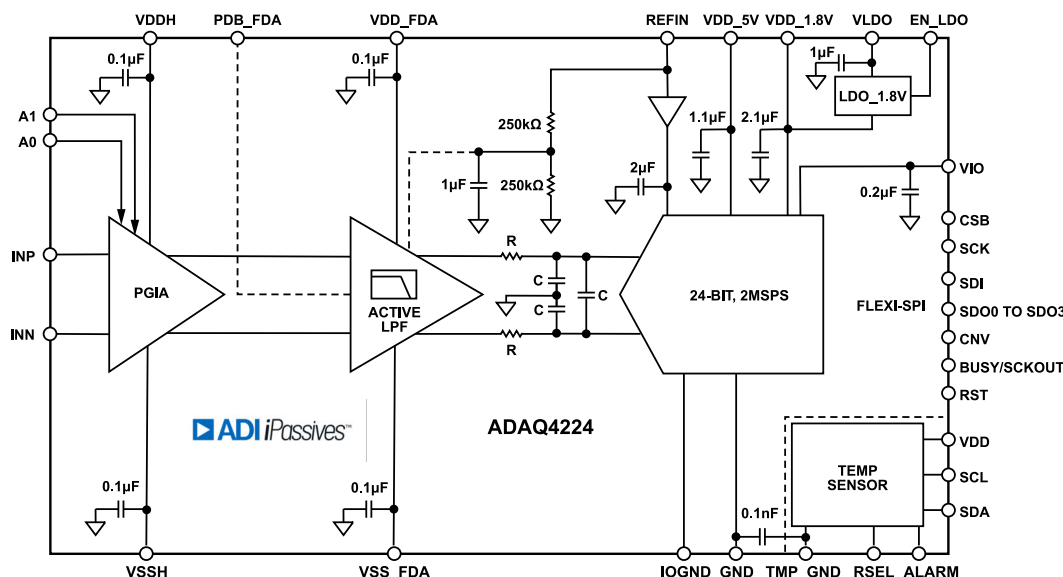 VDDH PDB_FDA VDD_FDA REFIN VDD_5V VDD_1.8V VLDO EN_LDO
0.1µF
0.1µF
1µF
LDO_1.8V
A1
A0
250kΩ
1.1µF
2.1µF
1µF
250kΩ
2µF
VIO
0.2µF
CSB
SCK
SDI
SDO0 TO SDO3
CNV
BUSY/SCKOUT
RST
FLEXI-SPI
INP
INN
PGIA
ACTIVE
LPF
R
C
C
C
R
24-BIT, 2MSPS
ADI iPassives™
ADAQ4224
TEMP
SENSOR
VDD
SCL
SDA
0.1µF
0.1µF
0.1nF
VSSH VSS_FDA IOGND GND TMP GND RSEL ALARM